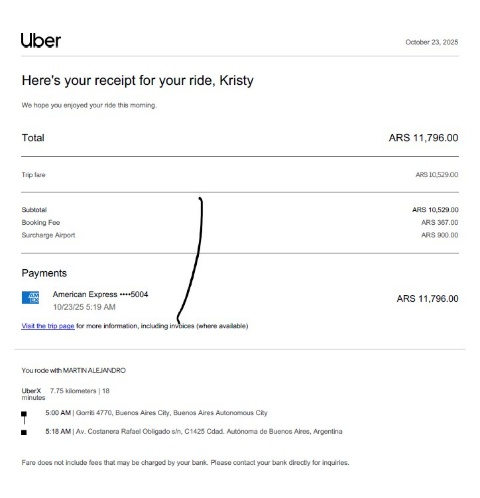 Uber
October 23, 2025
Here's your receipt for your ride, Kristy
We hope you enjoyed your ride this morning.
Total ARS 11,796.00
Trip fare ARS 10,529.00
Subtotal ARS 10,529.00
Booking Fee ARS 367.00
Surcharge Airport ARS 900.00
Payments
American Express ••••5004 ARS 11,796.00
10/23/25 5:19 AM
Visit the trip page for more information, including invoices (where available)
You rode with MARTIN ALEJANDRO
UberX 7.75 kilometers | 18
minutes
5:00 AM | Gorriti 4770, Buenos Aires City, Buenos Aires Autonomous City
5:18 AM | Av. Costanera Rafael Obligado s/n, C1425 Cdad. Autónoma de Buenos Aires, Argentina
Fare does not include fees that may be charged by your bank. Please contact your bank directly for inquiries.